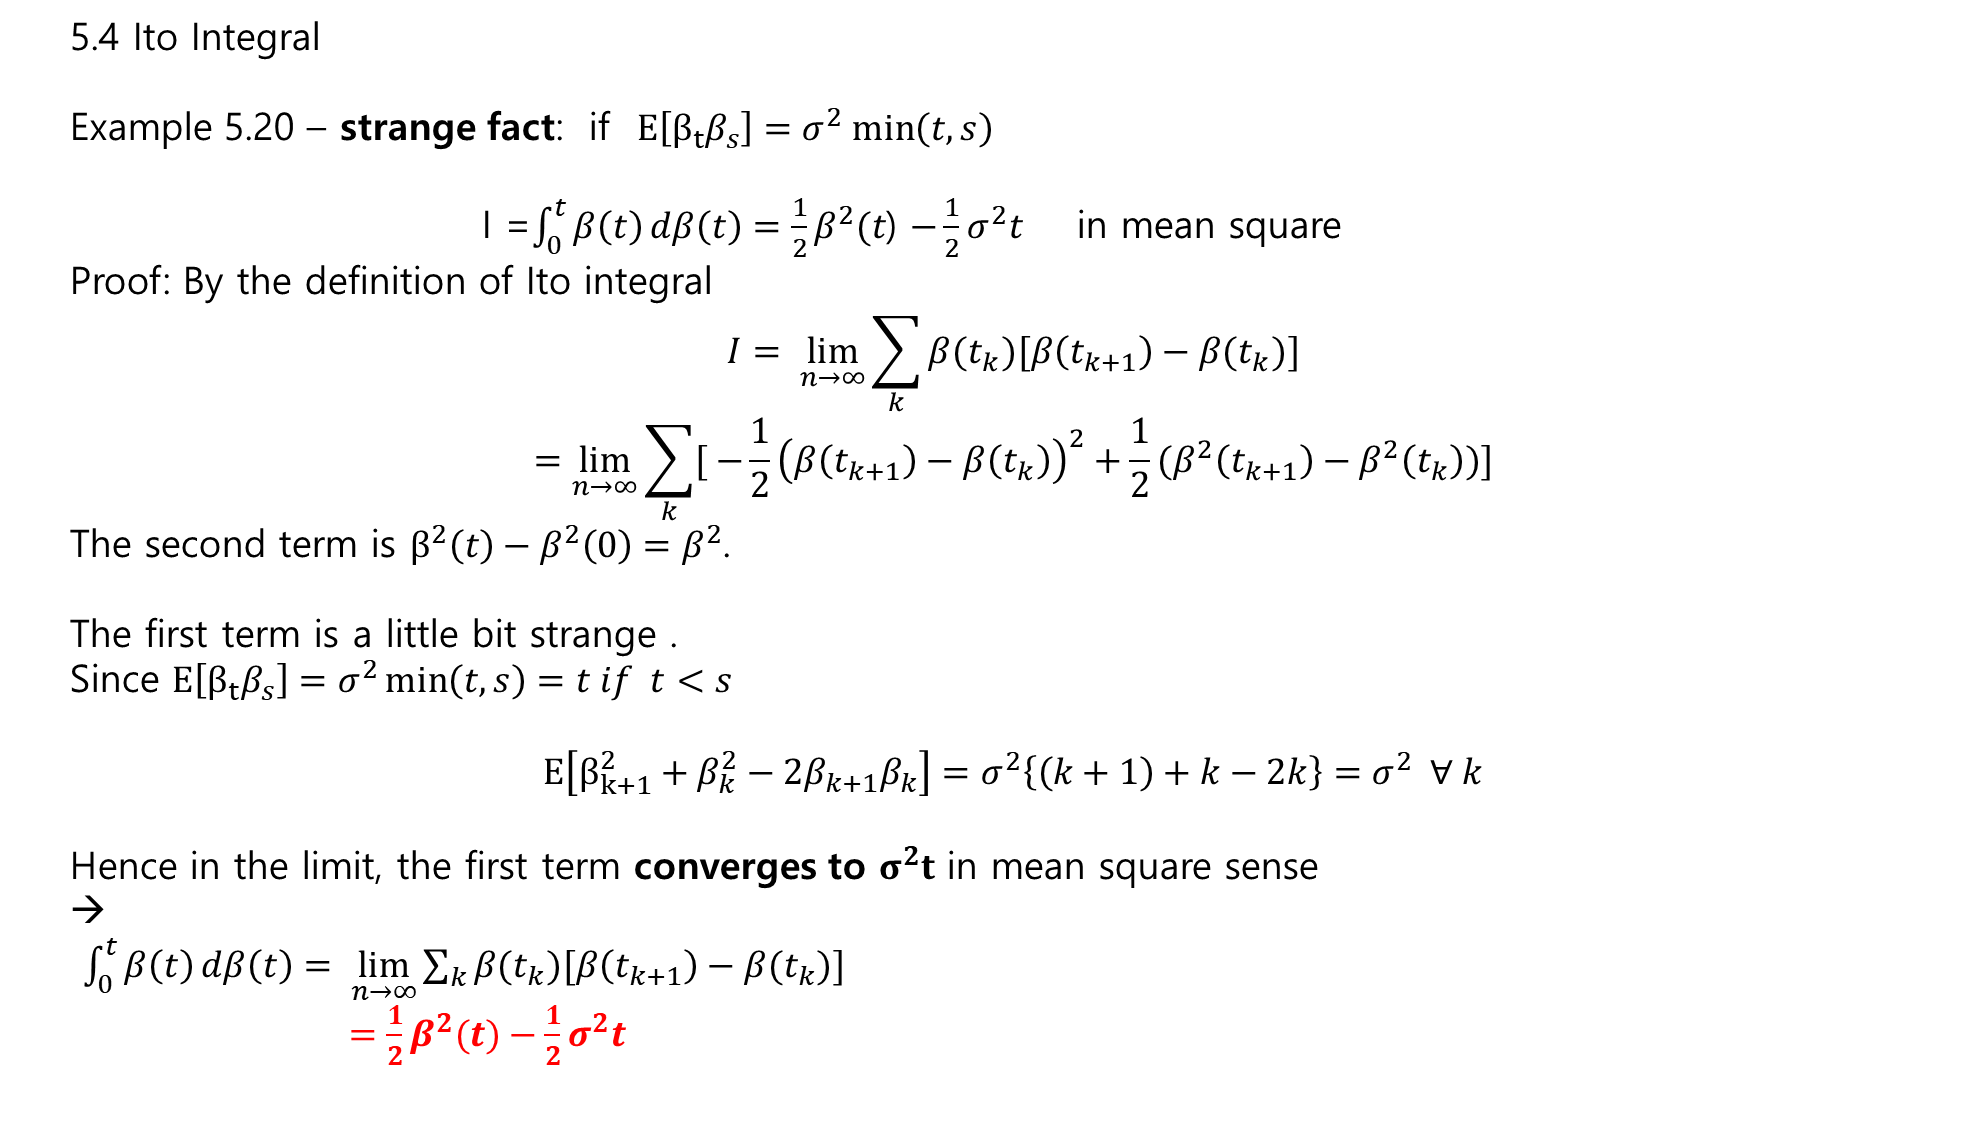 5.4 Ito Integral
Example 5.20 – strange fact: if E[β_tβ_s] = σ² min(t, s)
I =∫₀ᵗ β(t) dβ(t) = ½β²(t) − ½σ²t in mean square
Proof: By the definition of Ito integral
I = lim_{n→∞} ∑_k β(t_k)[β(t_{k+1}) − β(t_k)]
= lim_{n→∞} ∑_k [ −½(β(t_{k+1}) − β(t_k))² + ½(β²(t_{k+1}) − β²(t_k))]
The second term is β²(t) − β²(0) = β².
The first term is a little bit strange .
Since E[β_tβ_s] = σ² min(t, s) = t if t < s
E[β²_{k+1} + β²_k − 2β_{k+1}β_k] = σ²{(k + 1) + k − 2k} = σ² ∀ k
Hence in the limit, the first term converges to σ²t in mean square sense
→
∫₀ᵗ β(t) dβ(t) = lim_{n→∞} ∑_k β(t_k)[β(t_{k+1}) − β(t_k)]
= ½β²(t) − ½σ²t